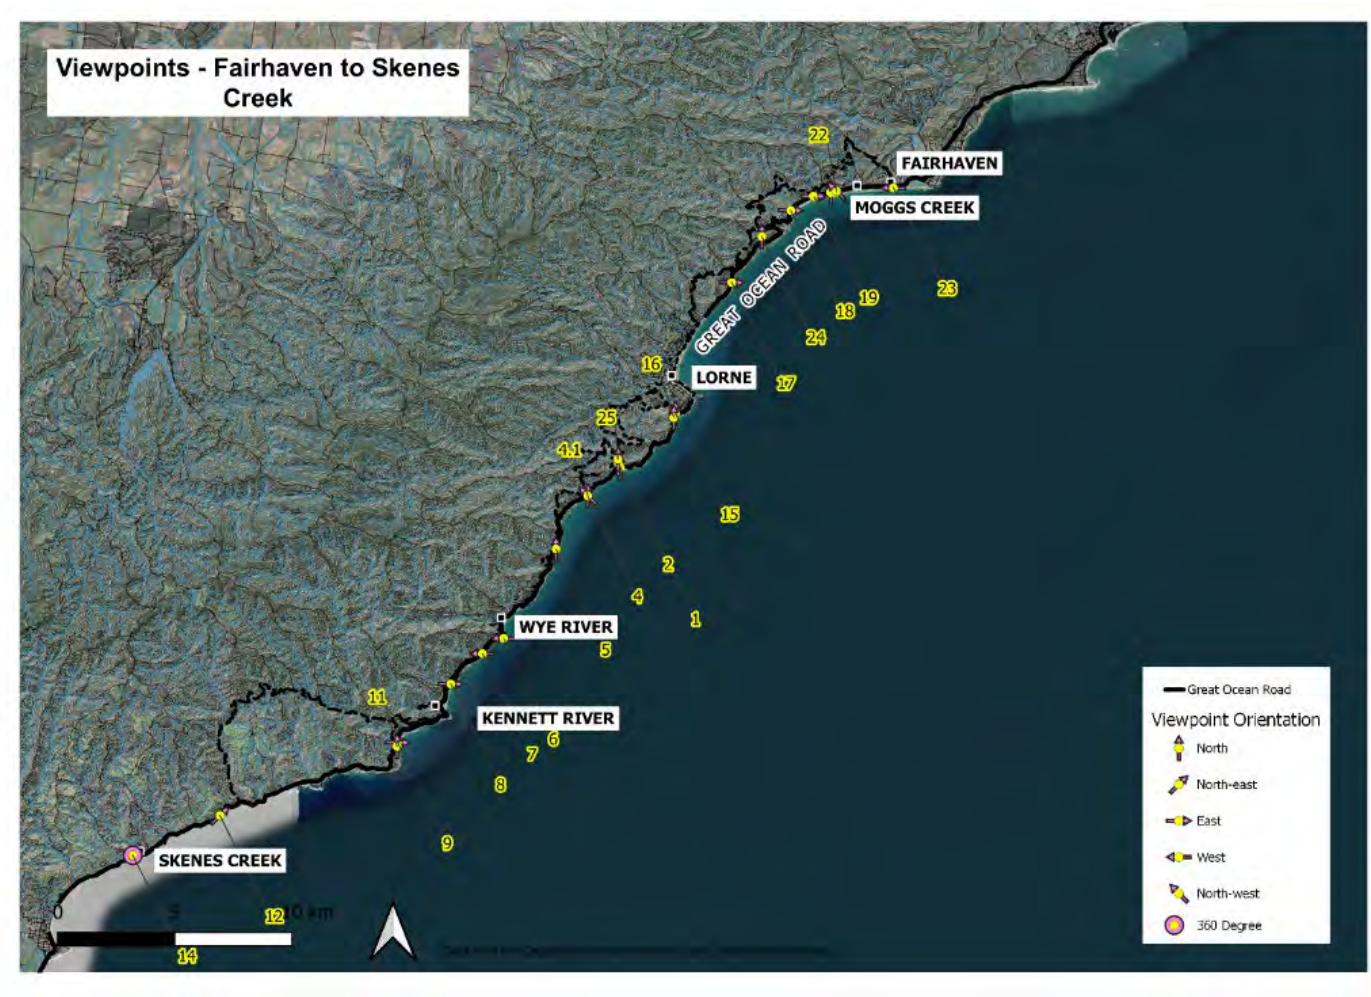 Viewpoints - Fairhaven to Skenes
Creek
22
FAIRHAVEN
MOGGS CREEK
GREAT OCEAN ROAD
23
19
18
24
16
LORNE
17
25
4.1
15
2
4
1
WYE RIVER
5
11
KENNETT RIVER
6
7
8
9
SKENES CREEK
0
5
10 km
12
14
Great Ocean Road
Viewpoint Orientation
North
North-east
East
West
North-west
360 Degree